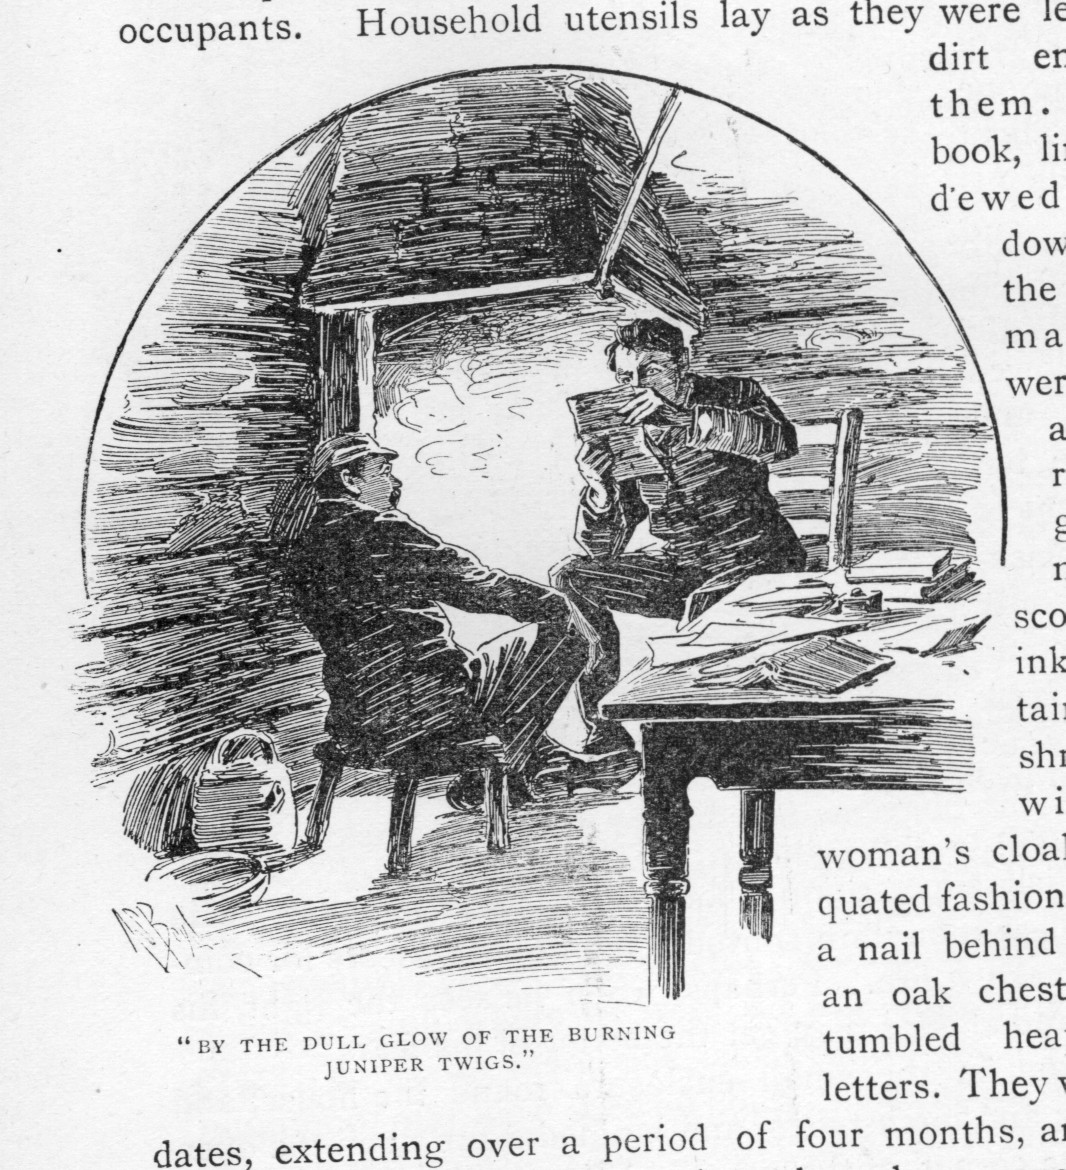 occupants. Household utensils lay as they were le
dirt en
them.
book, li
d'ewed
dow
the
ma
wer
a
r
g
n
sco
ink
tain
shr
wi
woman's cloa
quated fashion
a nail behind
an oak chest
tumbled hea
letters. They
"BY THE DULL GLOW OF THE BURNING
JUNIPER TWIGS."
dates, extending over a period of four months, a